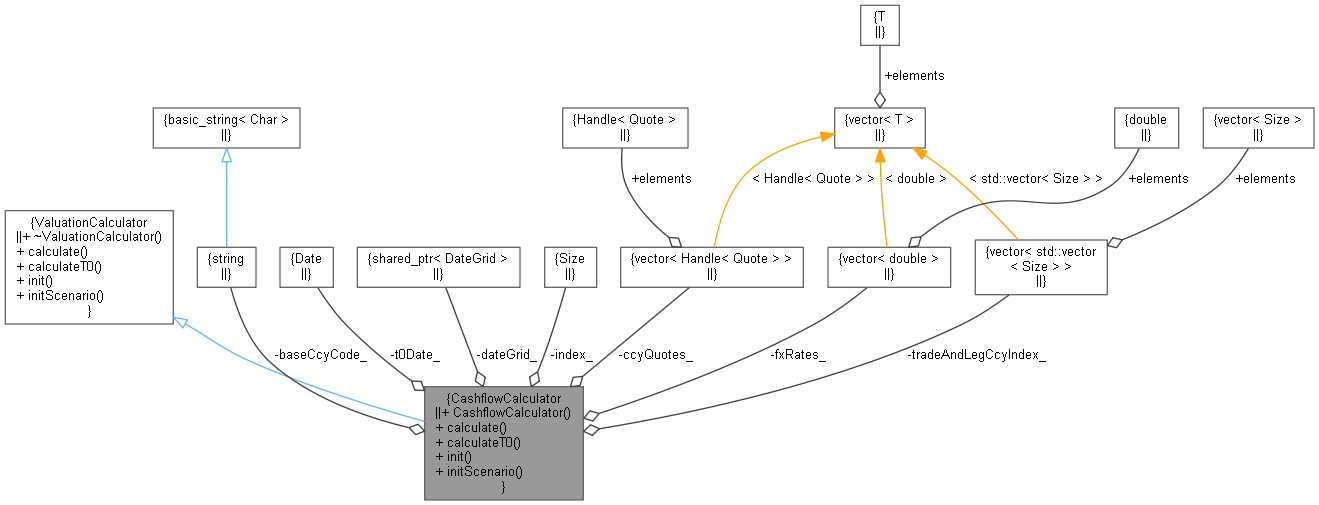 {T
||}
+elements
{basic_string< Char >
||}
{Handle< Quote >
||}
{vector< T >
||}
{double
||}
{vector< Size >
||}
+elements
< Handle< Quote > >
< double >
< std::vector< Size > >
+elements
+elements
{ValuationCalculator
||+ ~ValuationCalculator()
+ calculate()
+ calculateT0()
+ init()
+ initScenario()
}
{string
||}
{Date
||}
{shared_ptr< DateGrid >
||}
{Size
||}
{vector< Handle< Quote > >
||}
{vector< double >
||}
{vector< std::vector
< Size > >
||}
-baseCcyCode_
-t0Date_
-dateGrid_
-index_
-ccyQuotes_
-fxRates_
-tradeAndLegCcyIndex_
{CashflowCalculator
||+ CashflowCalculator()
+ calculate()
+ calculateT0()
+ init()
+ initScenario()
}